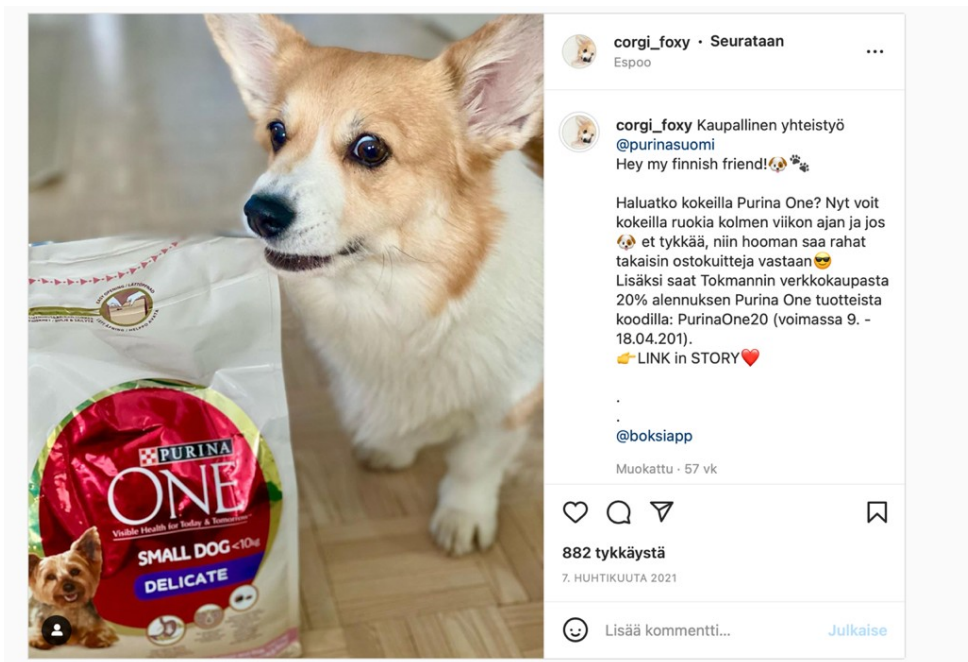 corgi_foxy • Seurataan
Espoo
corgi_foxy Kaupallinen yhteistyö
@purinasuomi
Hey my finnish friend!🐶🐾
Haluatko kokeilla Purina One? Nyt voit
kokeilla ruokia kolmen viikon ajan ja jos
🐶 et tykkää, niin hooman saa rahat
takaisin ostokuitteja vastaan😎
Lisäksi saat Tokmannin verkkokaupasta
20% alennuksen Purina One tuotteista
koodilla: PurinaOne20 (voimassa 9. -
18.04.201).
👉LINK in STORY❤️
.
.
@boksiapp
Muokattu · 57 vk
882 tykkäystä
7. HUHTIKUUTA 2021
Lisää kommentti...
Julkaise
PURINA
ONE
Visible Health for Today & Tomorrow
SMALL DOG <10kg
DELICATE